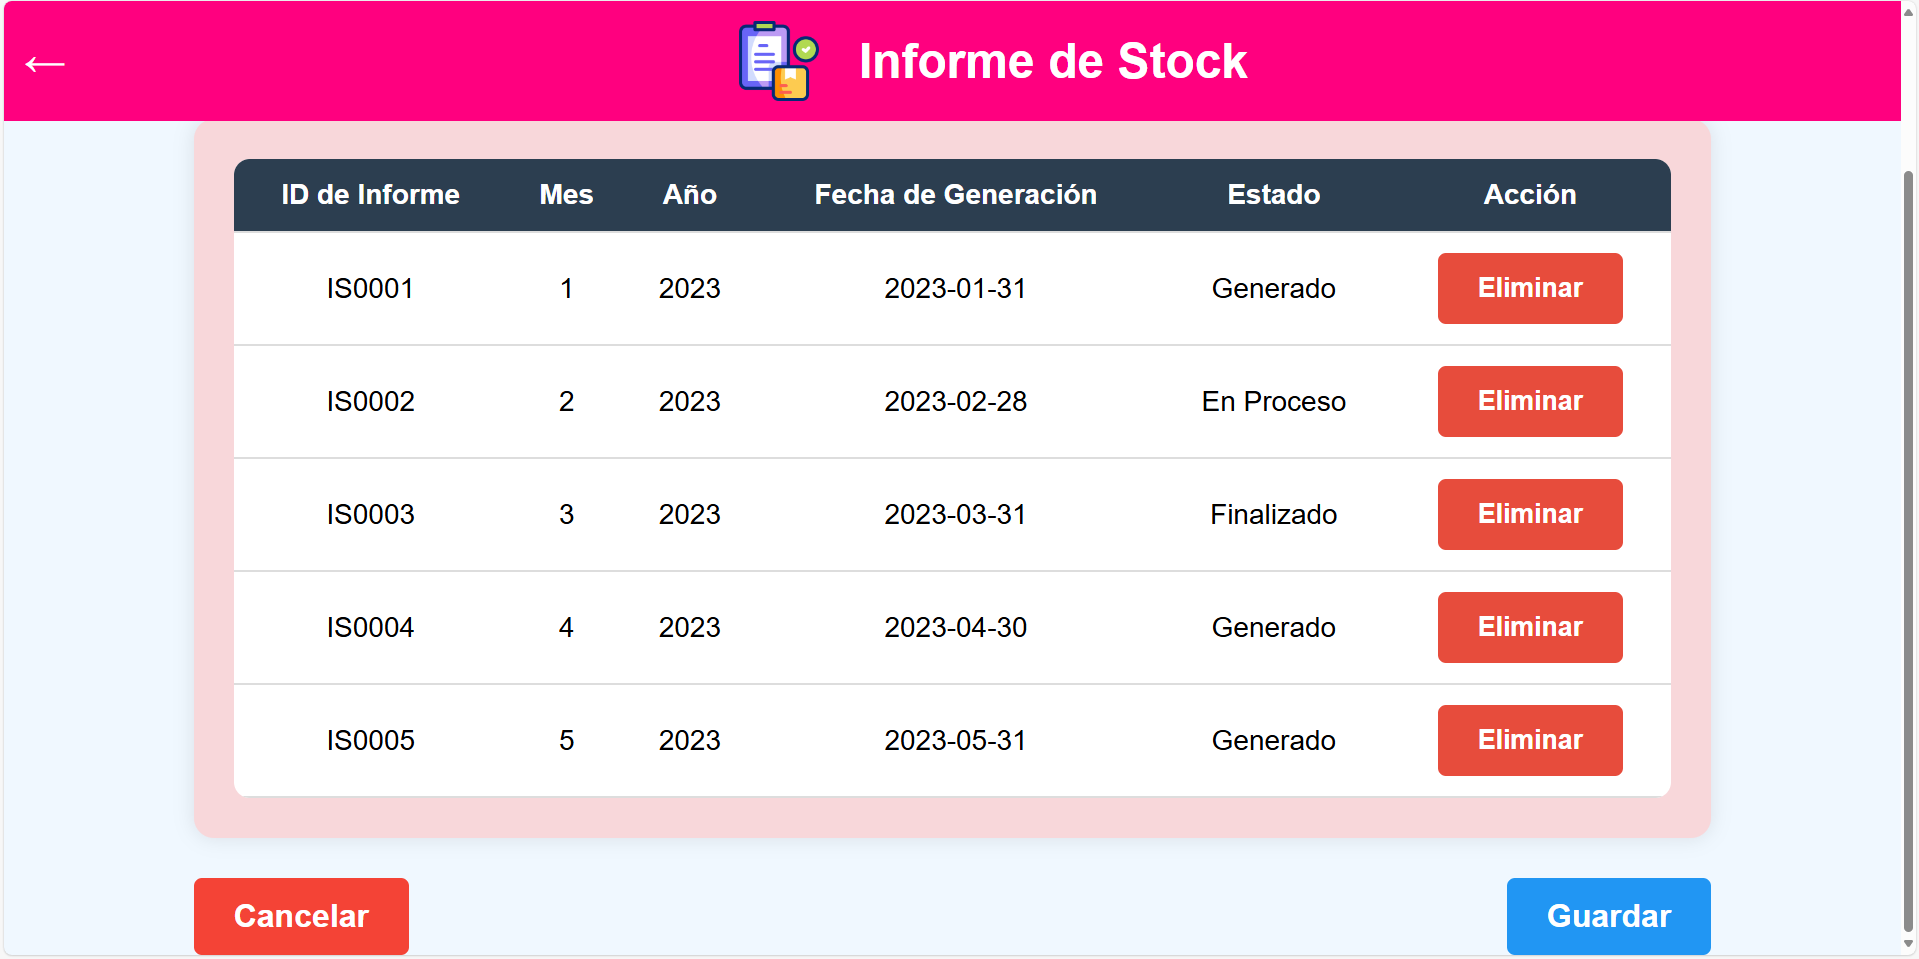 Informe de Stock
ID de Informe Mes Año Fecha de Generación Estado Acción
IS0001 1 2023 2023-01-31 Generado Eliminar
IS0002 2 2023 2023-02-28 En Proceso Eliminar
IS0003 3 2023 2023-03-31 Finalizado Eliminar
IS0004 4 2023 2023-04-30 Generado Eliminar
IS0005 5 2023 2023-05-31 Generado Eliminar
Cancelar Guardar